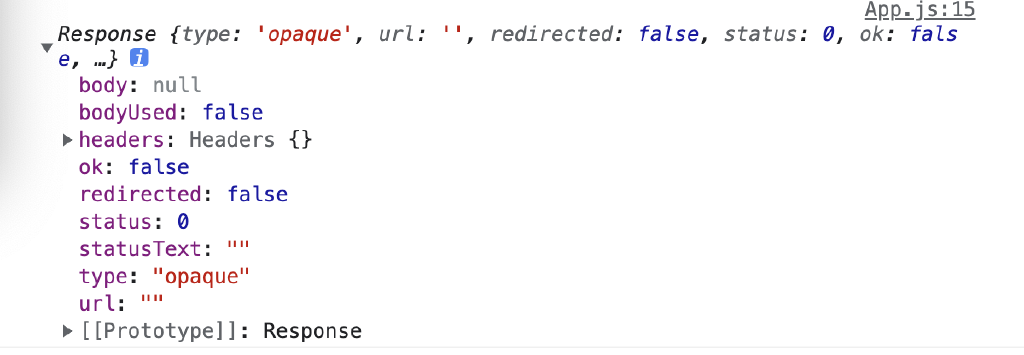 App.js:15
Response {type: 'opaque', url: '', redirected: false, status: 0, ok: fals
e, …} i
body: null
bodyUsed: false
headers: Headers {}
ok: false
redirected: false
status: 0
statusText: ""
type: "opaque"
url: ""
[[Prototype]]: Response